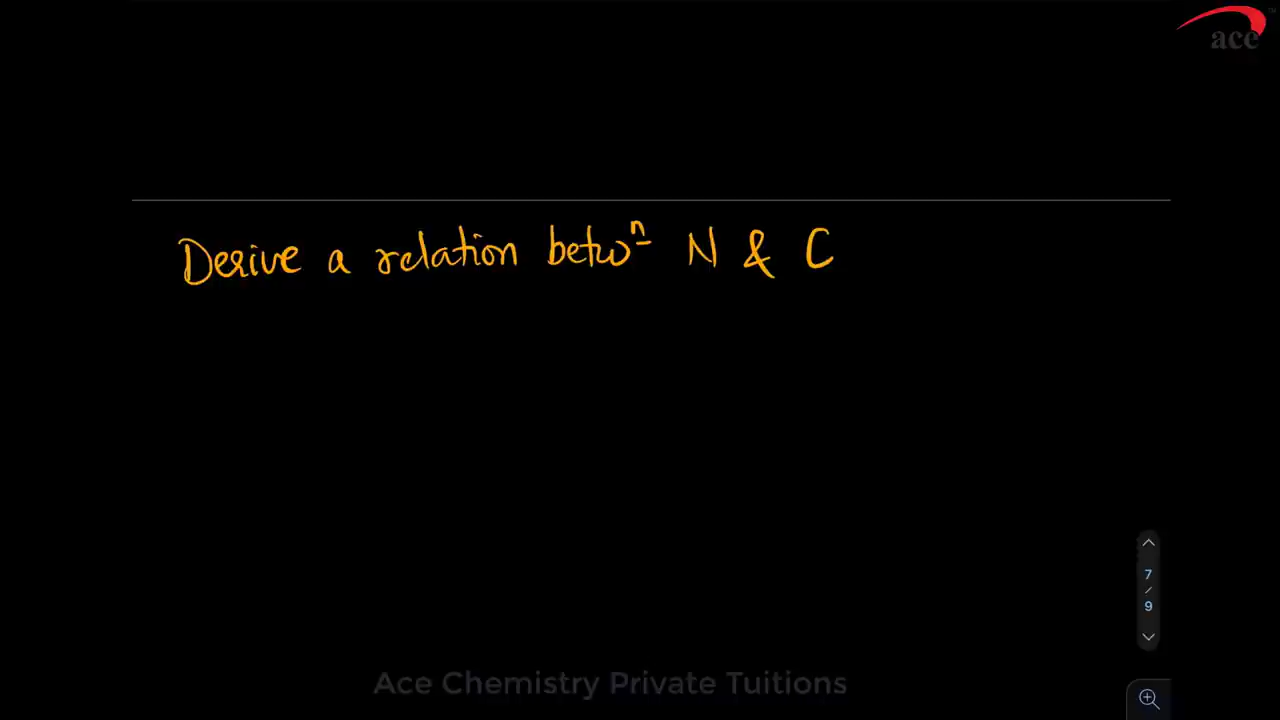 ace
Derive a relation betwⁿ N & C
7
/
9
Ace Chemistry Private Tuitions